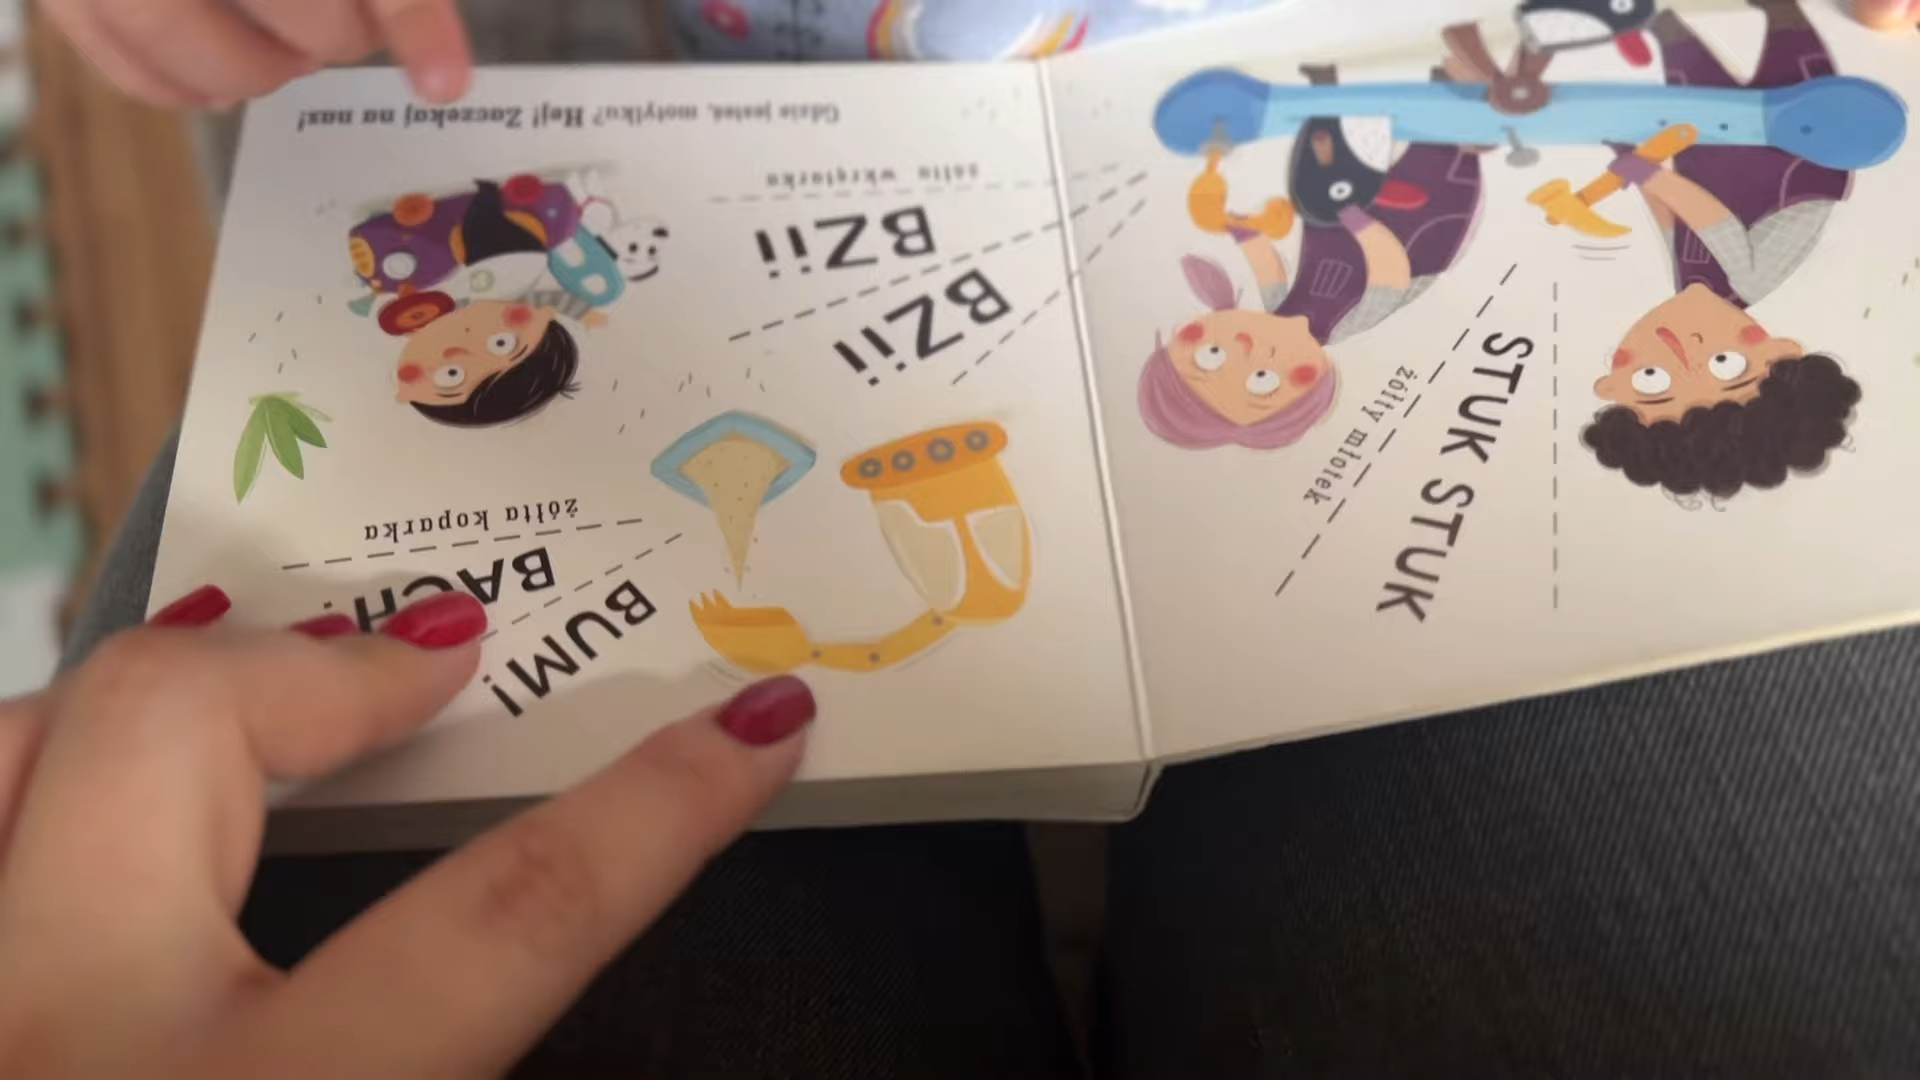 STUK STUK
żółty młotek
BUM!
BACH!
żółta koparka
BZii
BZii
żółta wkrętarka
Gdzie jesteś, motylku? Hej! Zaczekaj na nas!